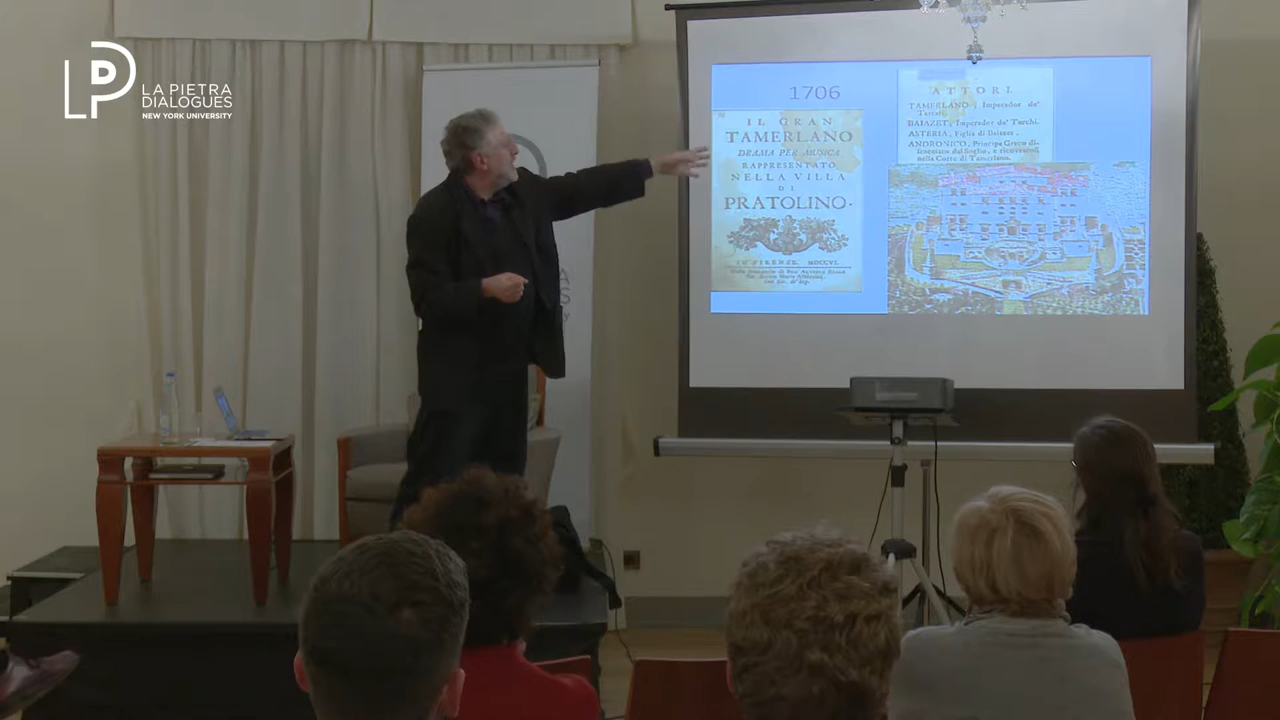 LA PIETRA
DIALOGUES
NEW YORK UNIVERSITY
1706
IL GRAN
TAMERLANO
DRAMA PER MUSICA
RAPPRESENTATO
NELLA VILLA
DI
PRATOLINO.
IN FIRENZE. MDCCVI.
ATTORI.
TAMERLANO, Imperador de'
Tartari.
BAIAZET, Imperador de' Turchi.
ASTERIA, Figlia di Baiazet.
ANDRONICO, Principe Greco
nella Corte di Tamerlano.